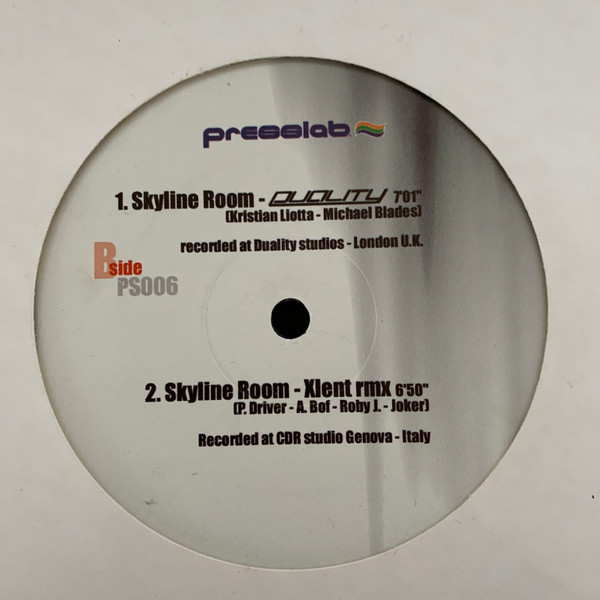 presslab
1. Skyline Room - DUALITY 7'01"
(Kristian Liotta - Michael Blades)
recorded at Duality studios - London U.K.
B side
PS006
2. Skyline Room - Xlent rmx 6'50"
(P. Driver - A. Bof - Roby J. - Joker)
Recorded at CDR studio Genova - Italy